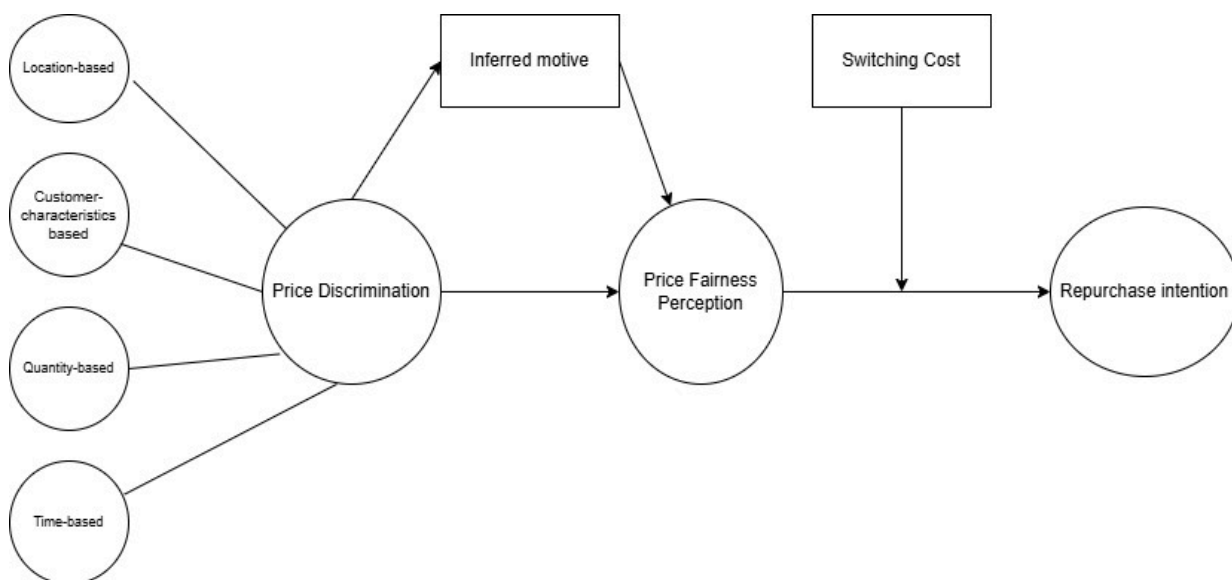 Location-based
Inferred motive
Switching Cost
Customer-
characteristics
based
Price Discrimination
Price Fairness
Perception
Repurchase intention
Quantity-based
Time-based